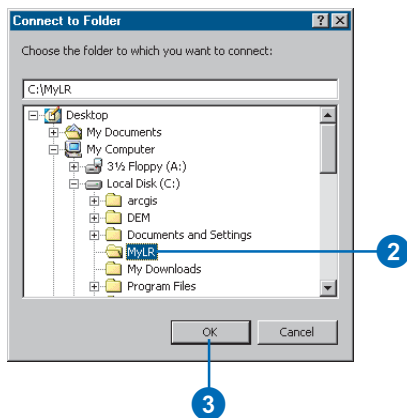 Connect to Folder
Choose the folder to which you want to connect:
C:\MyLR
Desktop
My Documents
My Computer
3½ Floppy (A:)
Local Disk (C:)
arcgis
DEM
Documents and Settings
MyLR
2
My Downloads
Program Files
OK
Cancel
3